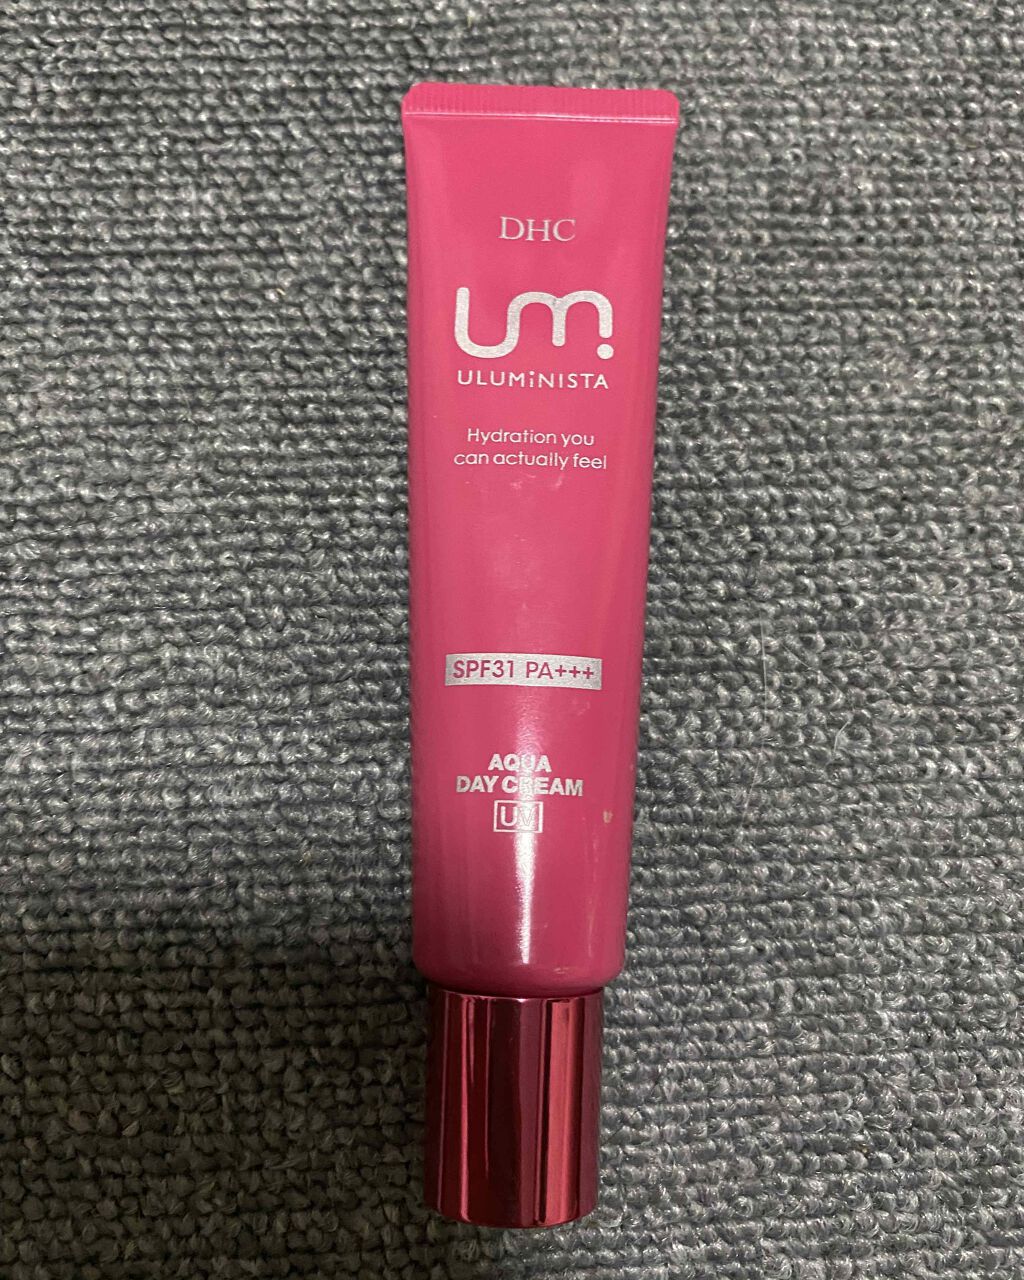 DHC
um.
ULUMiNISTA
Hydration you
can actually feel
SPF31 PA+++
AQUA
DAY CREAM
UV